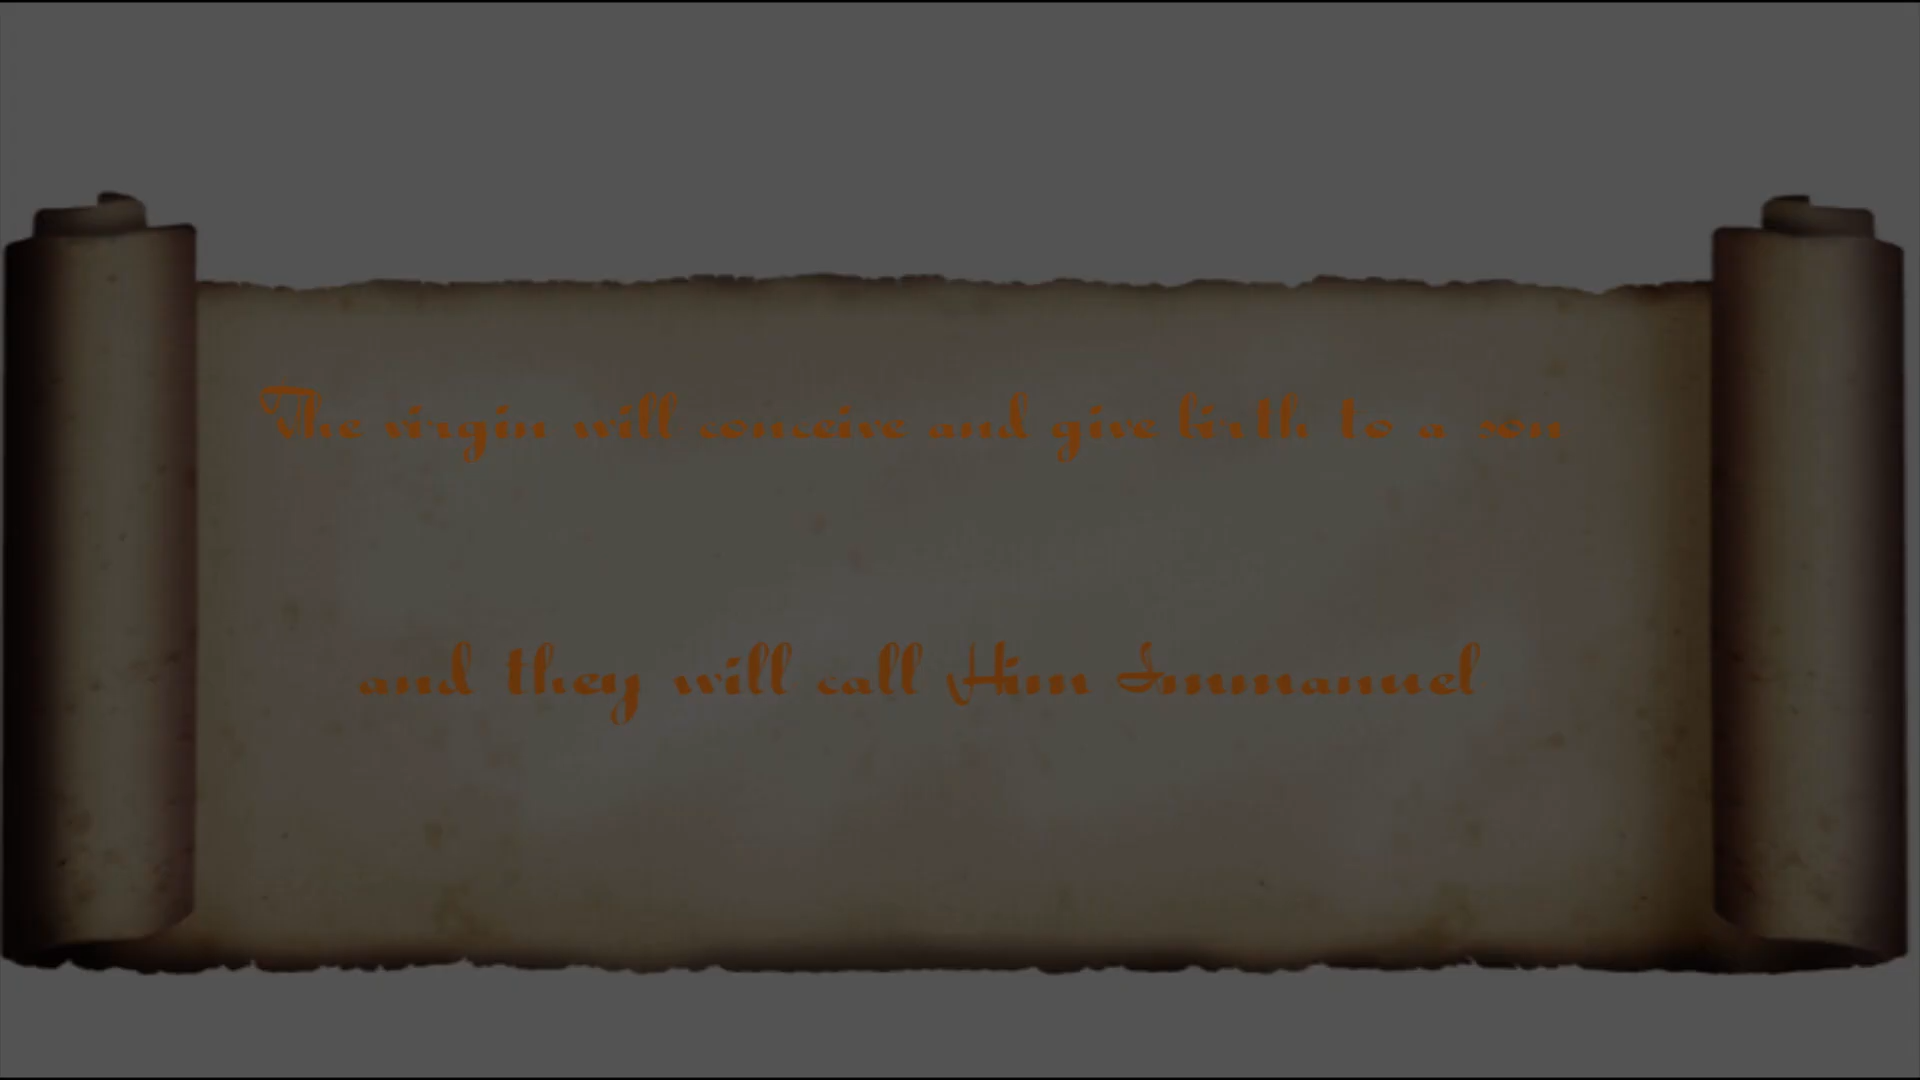 The virgin will conceive and give birth to a son
and they will call Him Immanuel